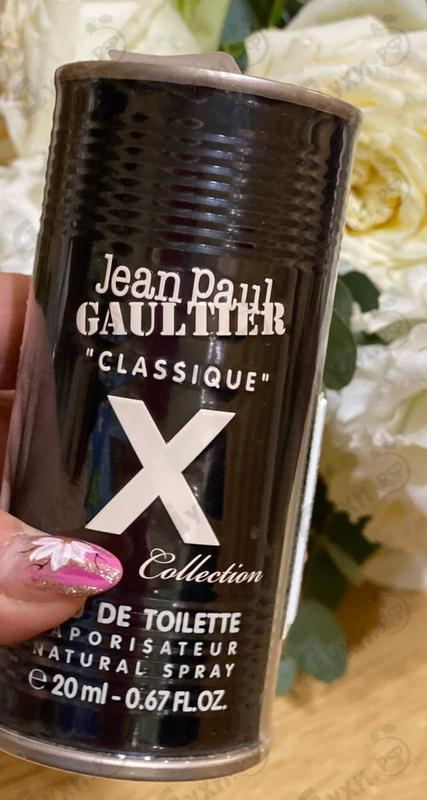 Jean Paul
GAULTIER
"CLASSIQUE"
X
Collection
DE TOILETTE
APORISATEUR
NATURAL SPRAY
℮ 20 ml - 0.67 FL.OZ.